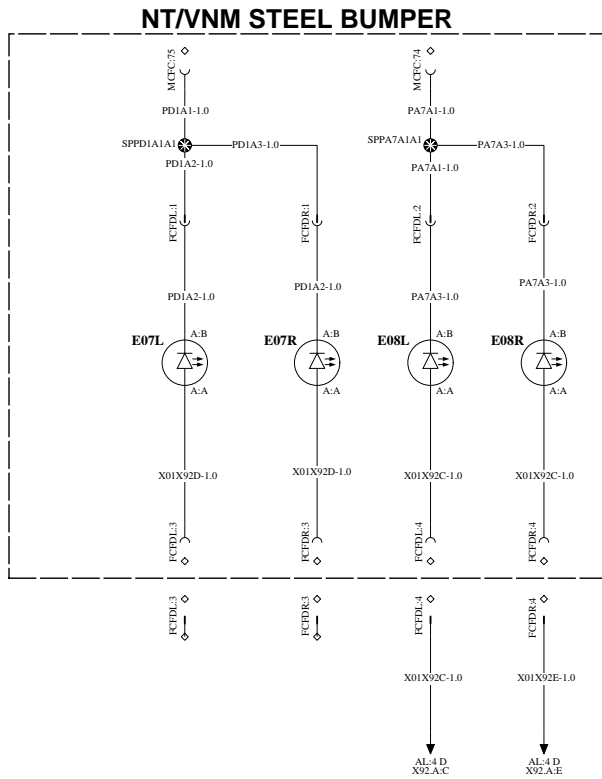 NT/VNM STEEL BUMPER
MCFC:75
MCFC:74
PD1A1-1.0
PA7A1-1.0
SPPD1A1A1
PD1A3-1.0
SPPA7A1A1
PA7A3-1.0
PD1A2-1.0
PA7A1-1.0
FCFDL:1
FCFDR:1
FCFDL:2
FCFDR:2
PD1A2-1.0
PD1A2-1.0
PA7A3-1.0
PA7A3-1.0
E07L
A:B
E07R
A:B
E08L
A:B
E08R
A:B
A:A
A:A
A:A
A:A
X01X92D-1.0
X01X92D-1.0
X01X92C-1.0
X01X92C-1.0
FCFDL:3
FCFDR:3
FCFDL:4
FCFDR:4
FCFDL:3
FCFDR:3
FCFDL:4
FCFDR:4
X01X92C-1.0
X01X92E-1.0
AL:4 D
X92.A:C
AL:4 D
X92.A:E